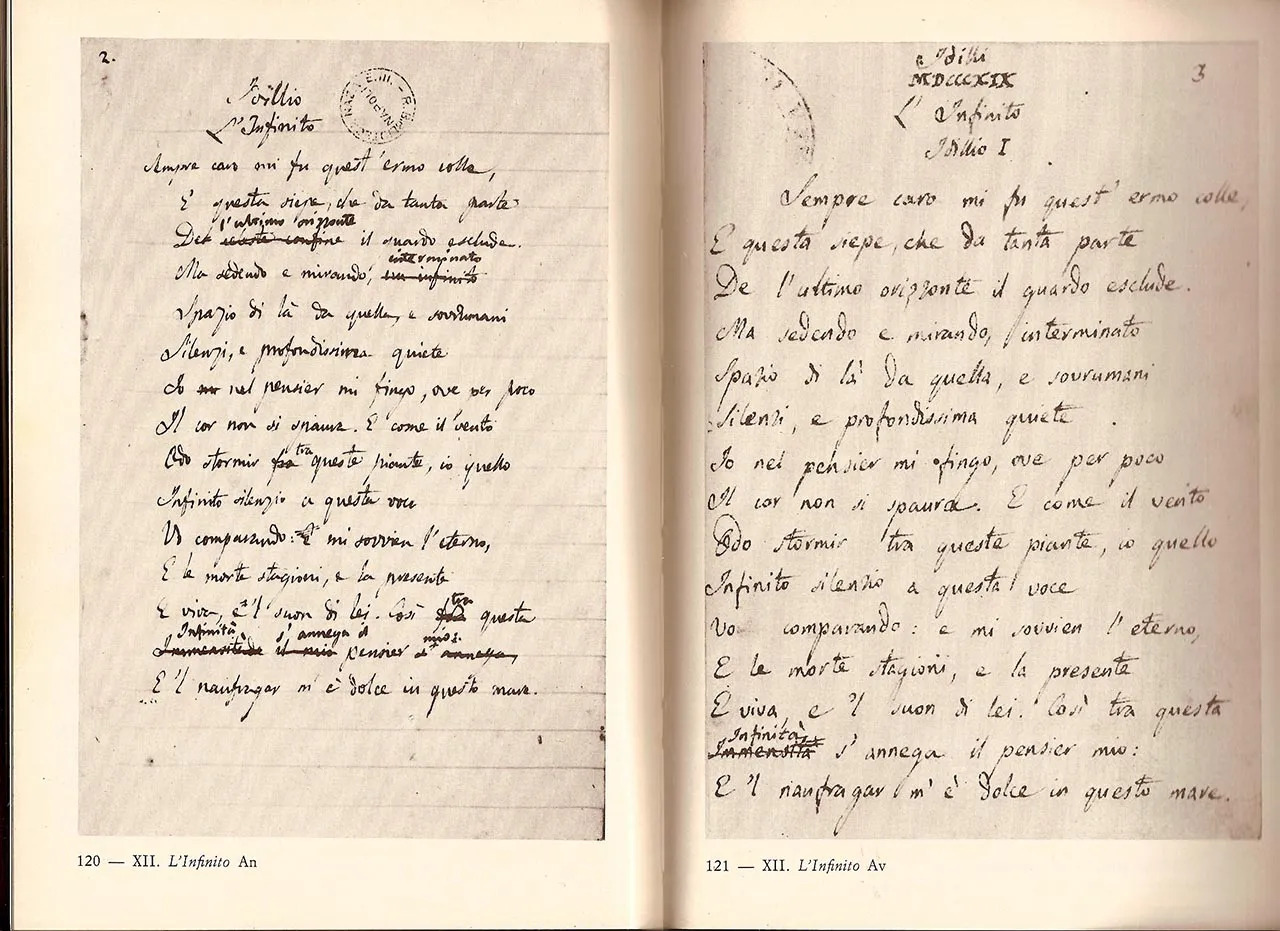 2.
Idillio
L'Infinito
Sempre caro mi fu quest'ermo colle,
E questa siepe, che da tanta parte
l'ultimo orizzonte
Del celeste confine il guardo esclude.
interminato
Ma sedendo e mirando, un infinito
Spazio di là da quella, e sovrumani
Silenzi, e profondissima quiete
Io nel pensier mi fingo, ove per poco
Il cor non si spaura. E come il vento
tra
Odo stormir fra queste piante, io quello
Infinito silenzio a questa voce
Vo comparando: E mi sovvien l'eterno,
E le morte stagioni, e la presente
tra
E viva, e 'l suon di lei. Così fra questa
Infinità s'annega il mio:
Immensitade il mio pensier s'annega,
E 'l naufragar m'è dolce in questo mare.
120 — XII. L'Infinito An
Idilli
MDCCCXIX
3
L'Infinito
Idillio I
Sempre caro mi fu quest'ermo colle,
E questa siepe, che da tanta parte
De l'ultimo orizzonte il guardo esclude.
Ma sedendo e mirando, interminato
Spazio di là da quella, e sovrumani
Silenzi, e profondissima quiete
Io nel pensier mi fingo, ove per poco
Il cor non si spaura. E come il vento
Odo stormir tra queste piante, io quello
Infinito silenzio a questa voce
Vo comparando: e mi sovvien l'eterno,
E le morte stagioni, e la presente
E viva, e 'l suon di lei. Così tra questa
Infinità
Immensità s'annega il pensier mio:
E 'l naufragar m'è dolce in questo mare.
121 — XII. L'Infinito Av